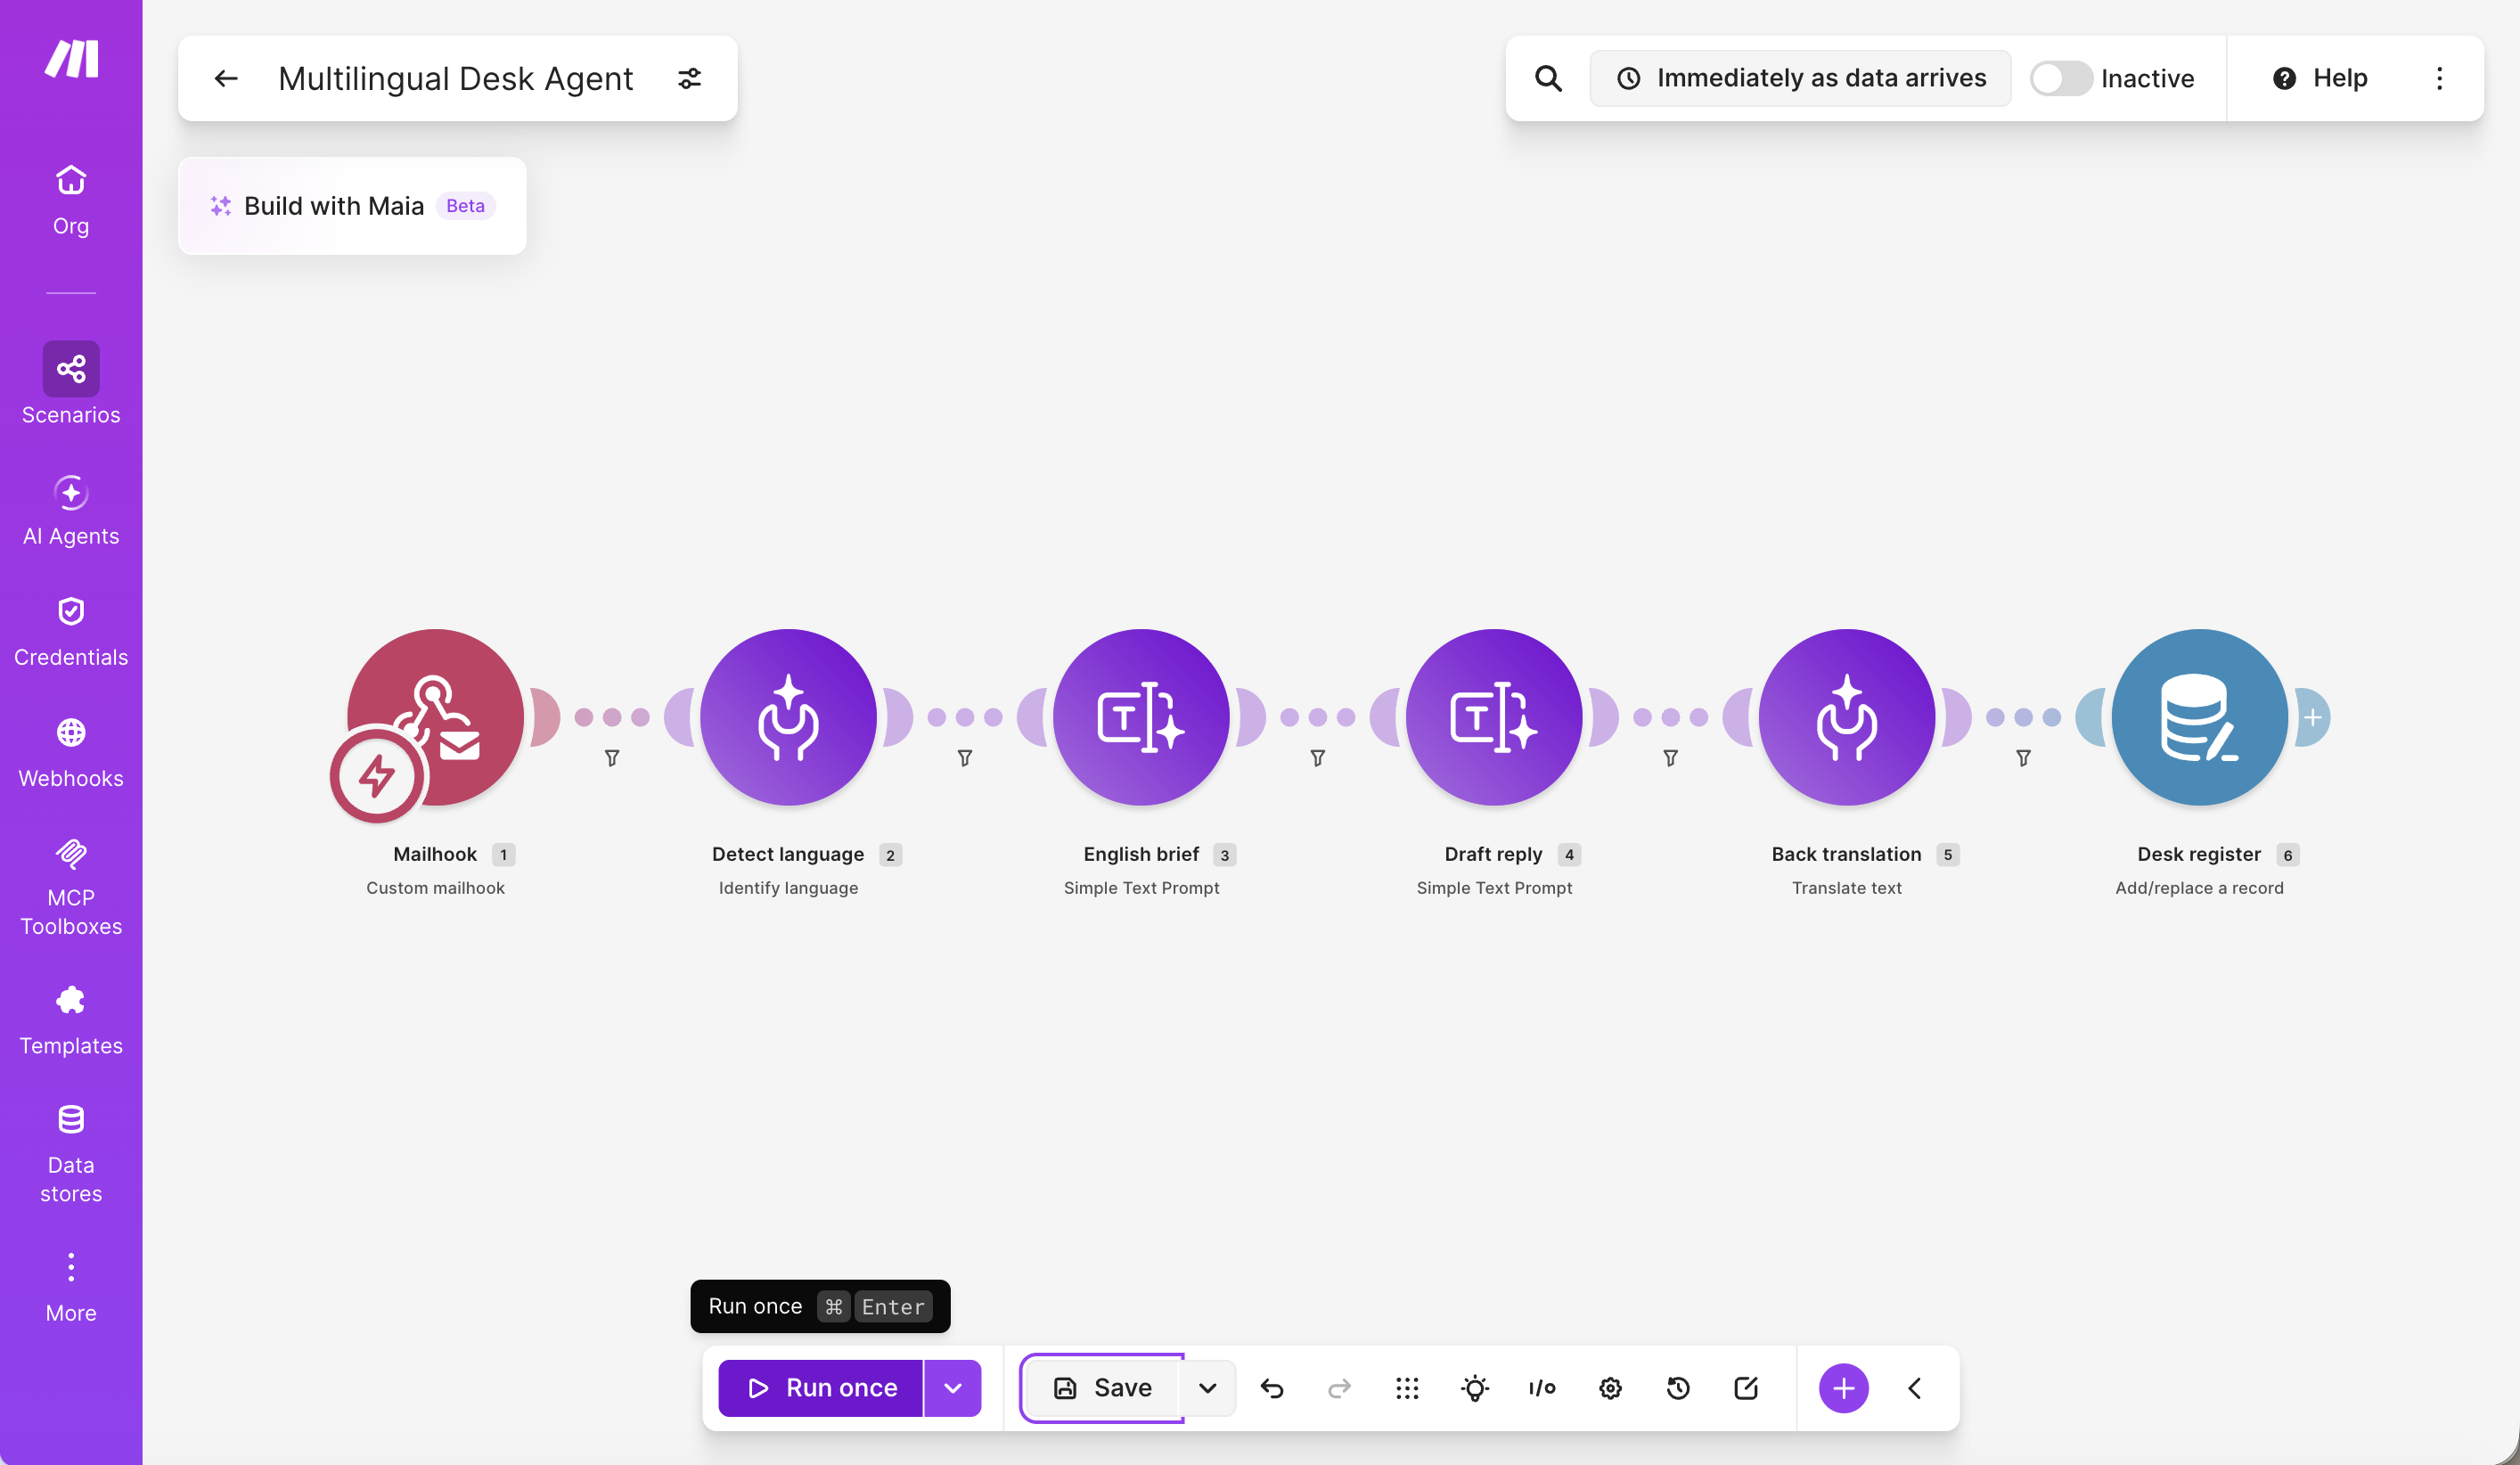 Multilingual Desk Agent
Immediately as data arrives
Inactive
Help
Build with Maia Beta
Org
Scenarios
AI Agents
Credentials
Webhooks
MCP
Toolboxes
Templates
Data
stores
More
Mailhook 1
Custom mailhook
Detect language 2
Identify language
English brief 3
Simple Text Prompt
Draft reply 4
Simple Text Prompt
Back translation 5
Translate text
Desk register 6
Add/replace a record
Run once ⌘ Enter
Run once
Save
I/O